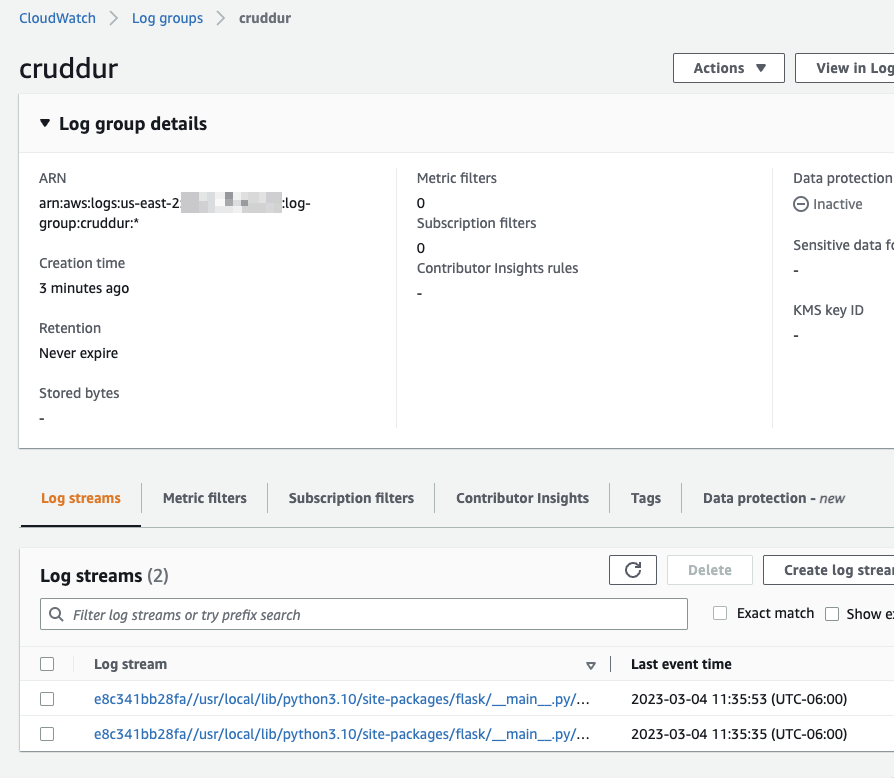 CloudWatch > Log groups > cruddur
cruddur
Actions ▼
View in Log
▼ Log group details
ARN
arn:aws:logs:us-east-2: :log-
group:cruddur:*
Creation time
3 minutes ago
Retention
Never expire
Stored bytes
-
Metric filters
0
Subscription filters
0
Contributor Insights rules
-
Data protection
Inactive
Sensitive data fo
-
KMS key ID
-
Log streams
Metric filters
Subscription filters
Contributor Insights
Tags
Data protection - new
Log streams (2)
Delete
Create log strea
Filter log streams or try prefix search
Exact match
Show e
Log stream
Last event time
e8c341bb28fa//usr/local/lib/python3.10/site-packages/flask/__main__.py/... 2023-03-04 11:35:53 (UTC-06:00)
e8c341bb28fa//usr/local/lib/python3.10/site-packages/flask/__main__.py/... 2023-03-04 11:35:35 (UTC-06:00)